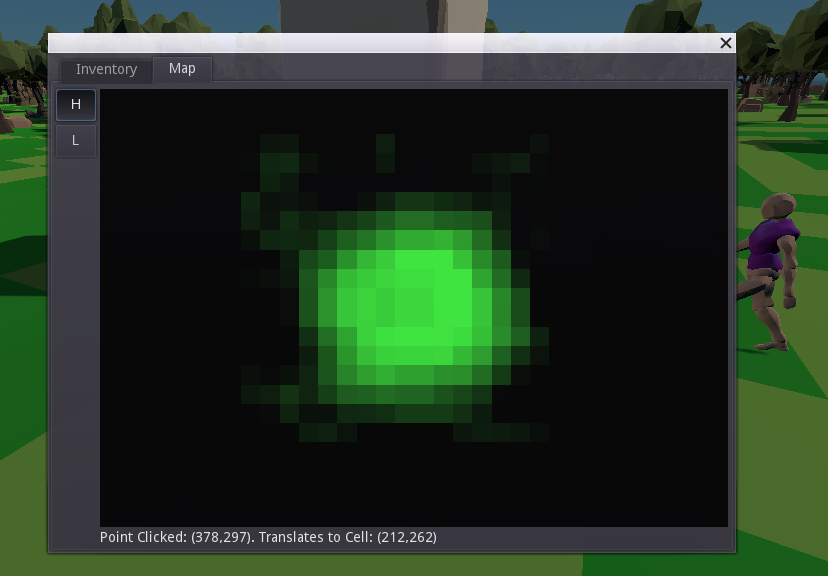 Inventory
Map
H
L
Point Clicked: (378,297). Translates to Cell: (212,262)